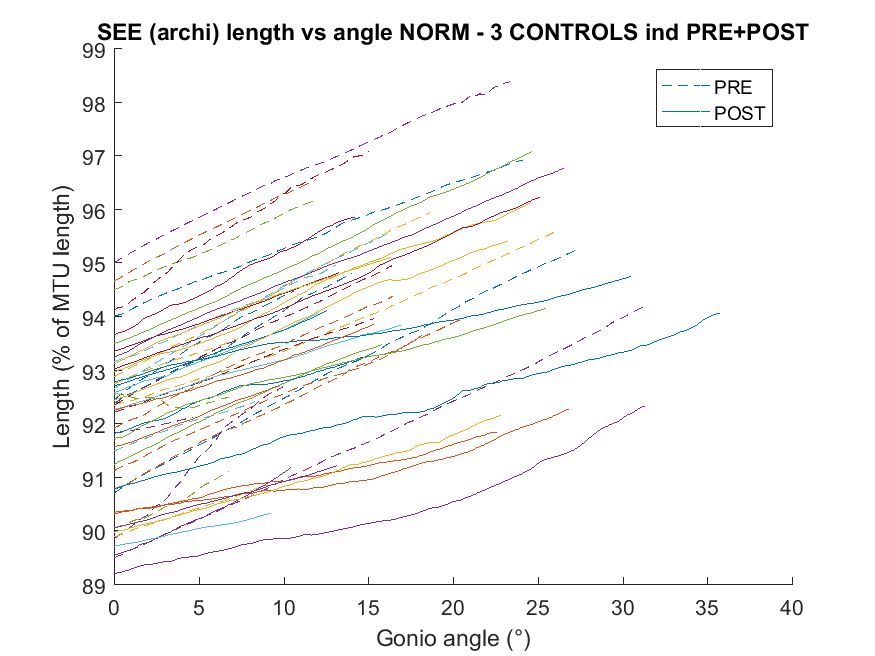 SEE (archi) length vs angle NORM - 3 CONTROLS ind PRE+POST
99
98
97
96
95
94
93
92
91
90
89
Length (% of MTU length)
PRE
POST
0 5 10 15 20 25 30 35 40
Gonio angle (°)